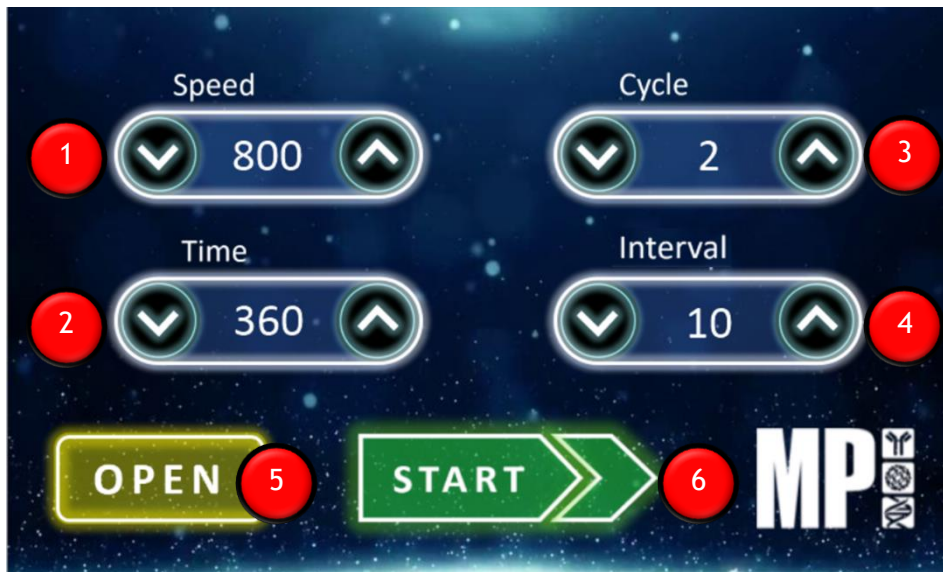 Speed
Cycle
1
800
2
3
Time
Interval
2
360
10
4
OPEN
5
START
6
MP